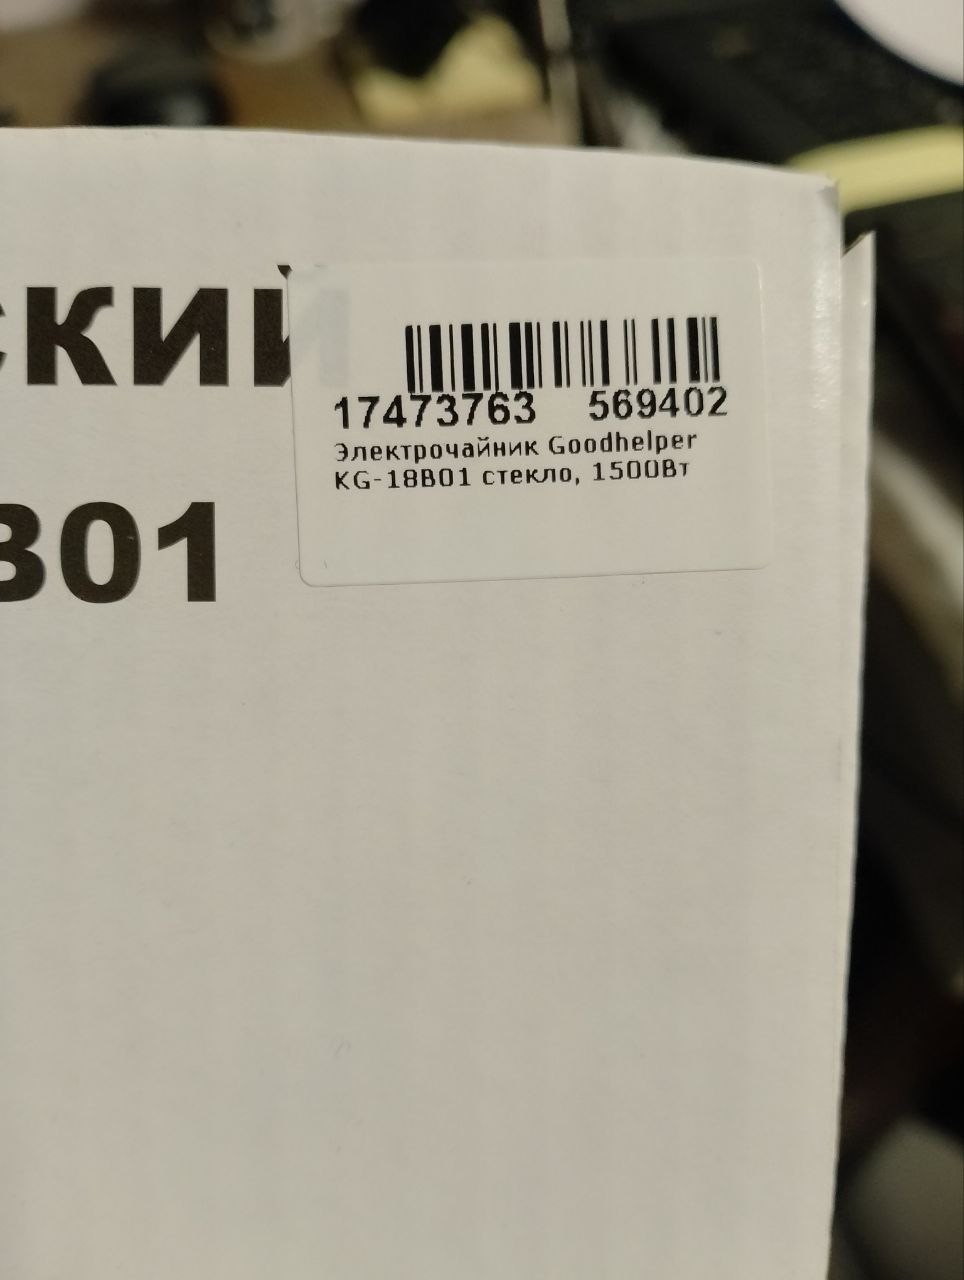 ский
17473763 569402
Электрочайник Goodhelper
KG-18B01 стекло, 1500Вт
B01